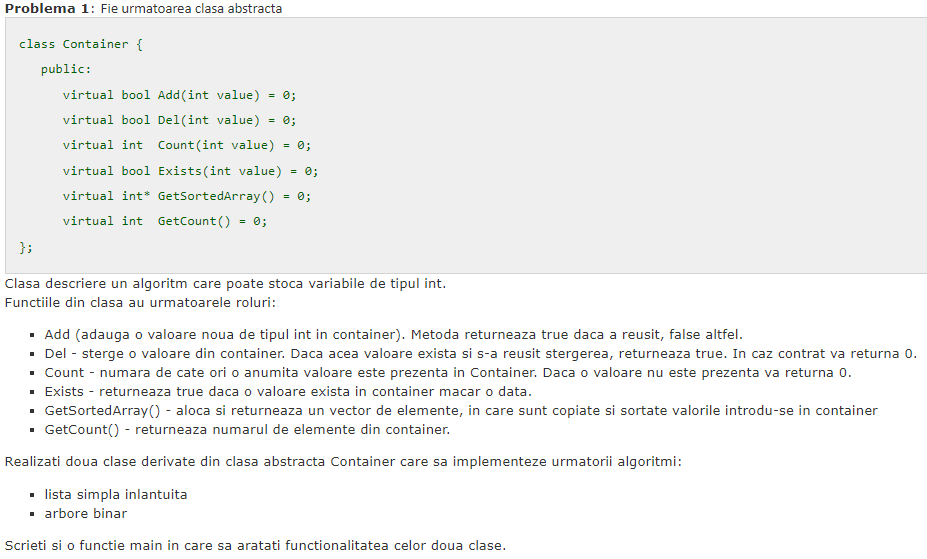 Problema 1: Fie urmatoarea clasa abstracta
class Container {
   public:
      virtual bool Add(int value) = 0;
      virtual bool Del(int value) = 0;
      virtual int  Count(int value) = 0;
      virtual bool Exists(int value) = 0;
      virtual int* GetSortedArray() = 0;
      virtual int  GetCount() = 0;
};
Clasa descriere un algoritm care poate stoca variabile de tipul int.
Functiile din clasa au urmatoarele roluri:
▪ Add (adauga o valoare noua de tipul int in container). Metoda returneaza true daca a reusit, false altfel.
▪ Del - sterge o valoare din container. Daca acea valoare exista si s-a reusit stergerea, returneaza true. In caz contrat va returna 0.
▪ Count - numara de cate ori o anumita valoare este prezenta in Container. Daca o valoare nu este prezenta va returna 0.
▪ Exists - returneaza true daca o valoare exista in container macar o data.
▪ GetSortedArray() - aloca si returneaza un vector de elemente, in care sunt copiate si sortate valorile introdu-se in container
▪ GetCount() - returneaza numarul de elemente din container.
Realizati doua clase derivate din clasa abstracta Container care sa implementeze urmatorii algoritmi:
▪ lista simpla inlantuita
▪ arbore binar
Scrieti si o functie main in care sa aratati functionalitatea celor doua clase.